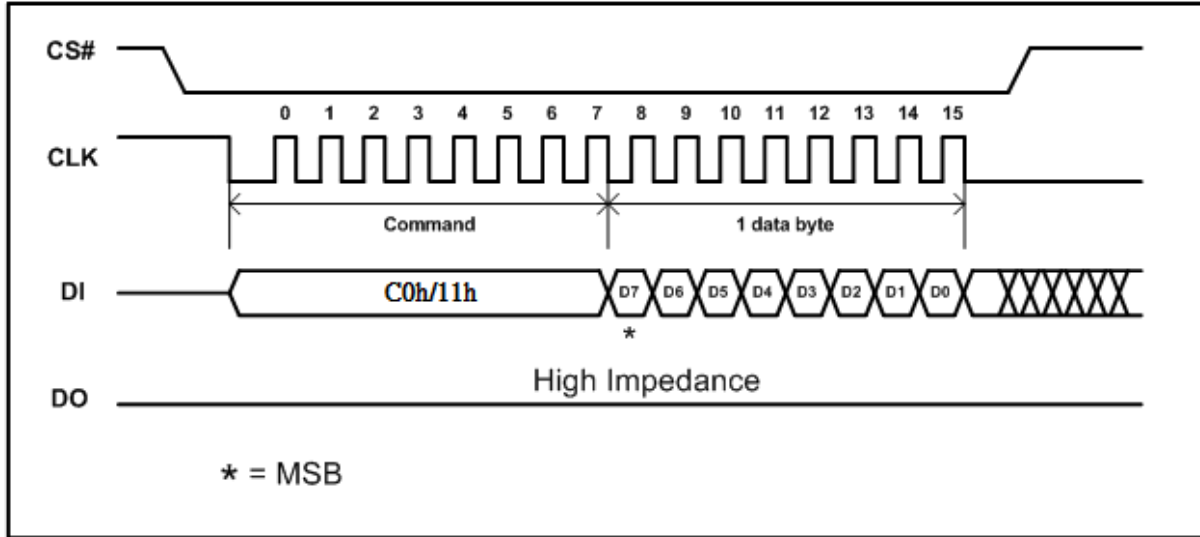 CS#
0 1 2 3 4 5 6 7 8 9 10 11 12 13 14 15
CLK
Command 1 data byte
DI C0h/11h D7 D6 D5 D4 D3 D2 D1 D0
*
High Impedance
DO
* = MSB